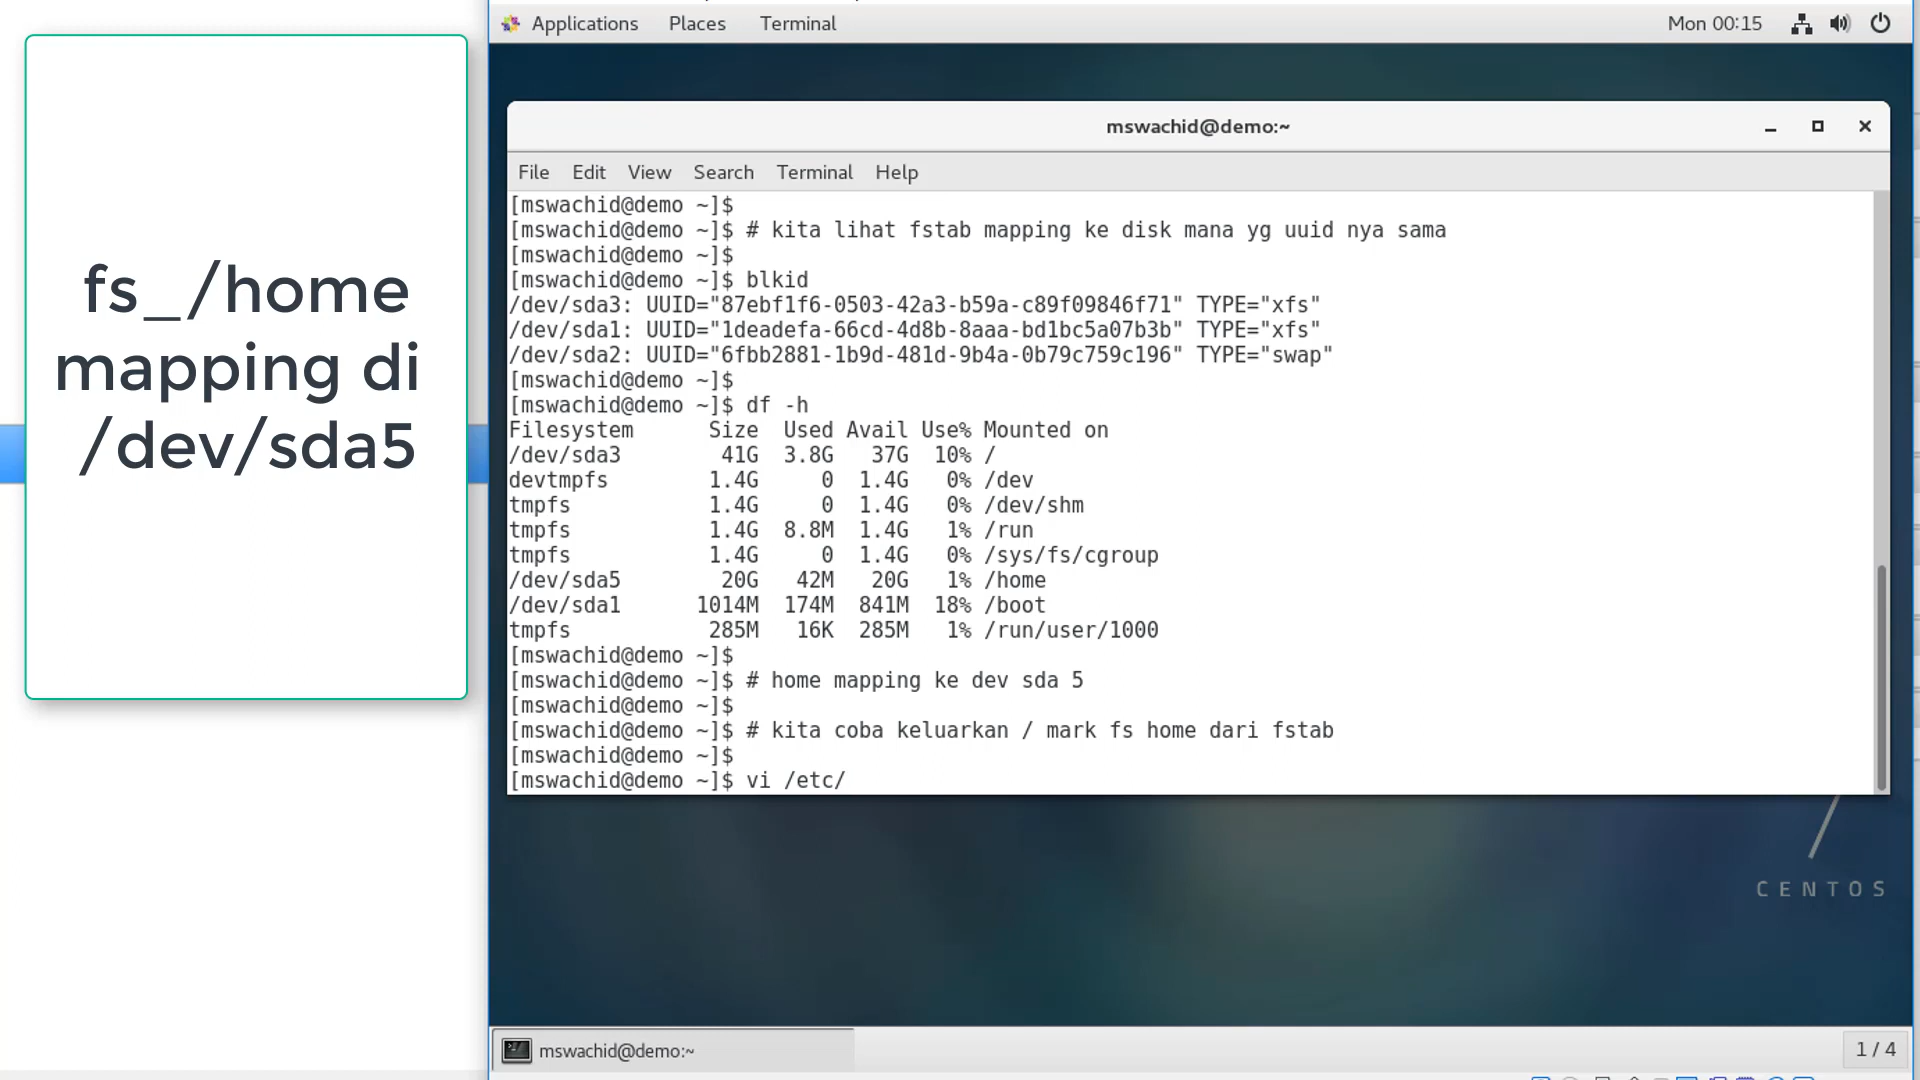 fs_/home
mapping di
/dev/sda5
Applications Places Terminal
Mon 00:15
mswachid@demo:~
File Edit View Search Terminal Help
[mswachid@demo ~]$
[mswachid@demo ~]$ # kita lihat fstab mapping ke disk mana yg uuid nya sama
[mswachid@demo ~]$
[mswachid@demo ~]$ blkid
/dev/sda3: UUID="87ebf1f6-0503-42a3-b59a-c89f09846f71" TYPE="xfs"
/dev/sda1: UUID="1deadefa-66cd-4d8b-8aaa-bd1bc5a07b3b" TYPE="xfs"
/dev/sda2: UUID="6fbb2881-1b9d-481d-9b4a-0b79c759c196" TYPE="swap"
[mswachid@demo ~]$
[mswachid@demo ~]$ df -h
Filesystem      Size  Used Avail Use% Mounted on
/dev/sda3        41G  3.8G   37G  10% /
devtmpfs        1.4G     0  1.4G   0% /dev
tmpfs           1.4G     0  1.4G   0% /dev/shm
tmpfs           1.4G  8.8M  1.4G   1% /run
tmpfs           1.4G     0  1.4G   0% /sys/fs/cgroup
/dev/sda5        20G   42M   20G   1% /home
/dev/sda1      1014M  174M  841M  18% /boot
tmpfs           285M   16K  285M   1% /run/user/1000
[mswachid@demo ~]$
[mswachid@demo ~]$ # home mapping ke dev sda 5
[mswachid@demo ~]$
[mswachid@demo ~]$ # kita coba keluarkan / mark fs home dari fstab
[mswachid@demo ~]$
[mswachid@demo ~]$ vi /etc/
7
CENTOS
mswachid@demo:~
1 / 4